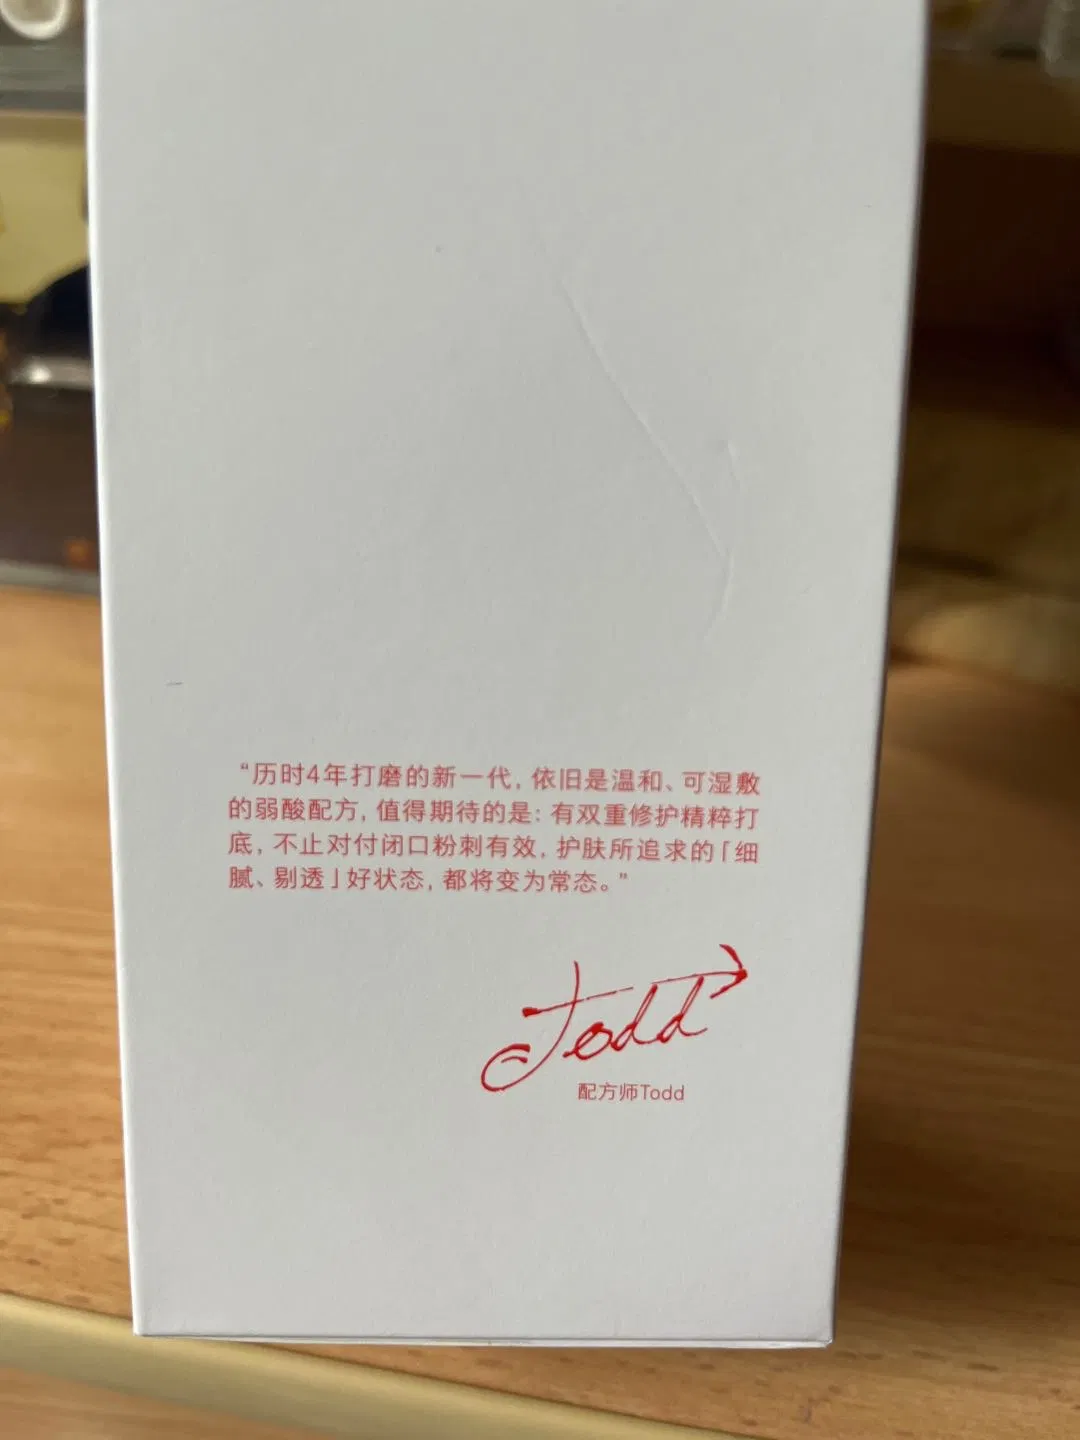 “历时4年打磨的新一代，依旧是温和、可湿敷
的弱酸配方，值得期待的是：有双重修护精粹打
底，不止对付闭口粉刺有效，护肤所追求的「细
腻、剔透」好状态，都将变为常态。”
Todd
配方师Todd